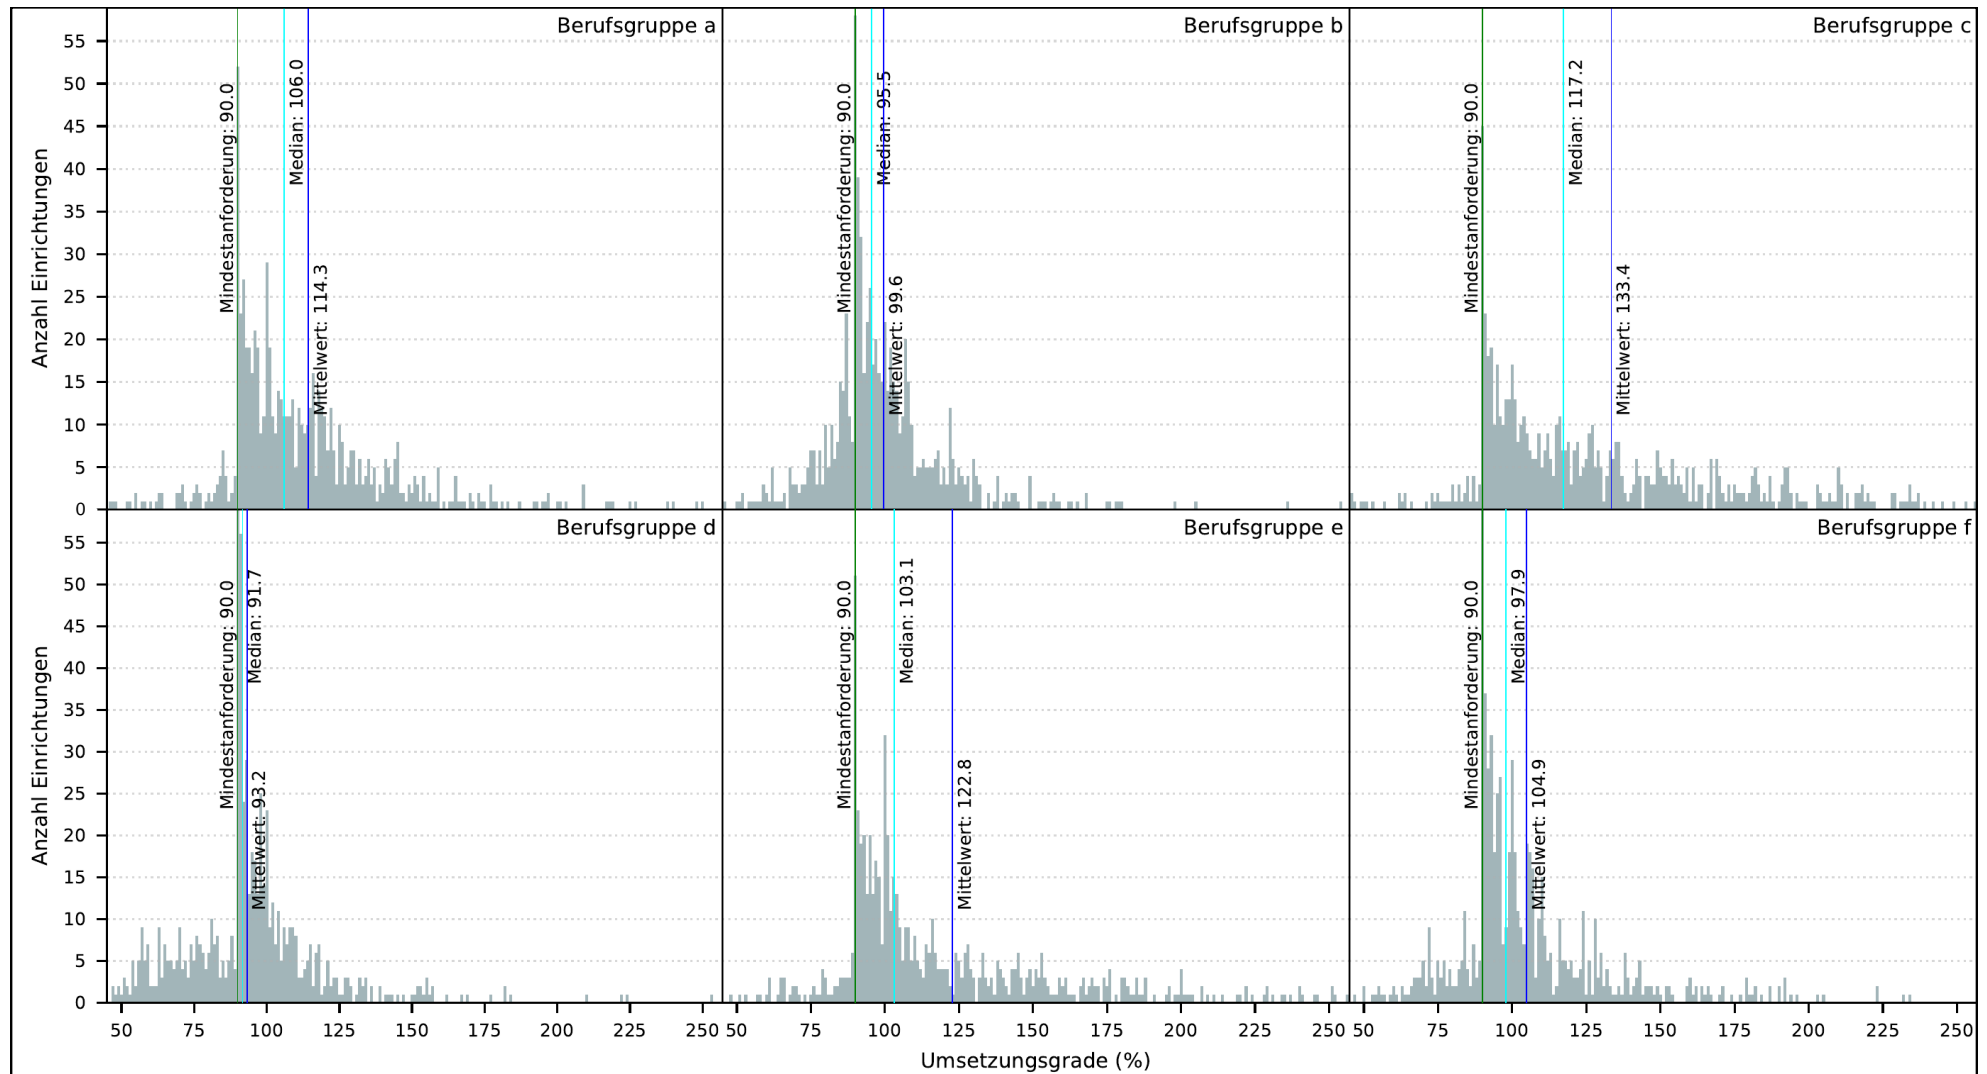 Berufsgruppe a
Berufsgruppe b
Berufsgruppe c
Anzahl Einrichtungen
55
50
45
40
35
30
25
20
15
10
5
0
Mindestanforderung: 90.0
Median: 106.0
Mittelwert: 114.3
Mindestanforderung: 90.0
Median: 95.5
Mittelwert: 99.6
Mindestanforderung: 90.0
Median: 117.2
Mittelwert: 133.4
Berufsgruppe d
Berufsgruppe e
Berufsgruppe f
Anzahl Einrichtungen
55
50
45
40
35
30
25
20
15
10
5
0
Mindestanforderung: 90.0
Median: 91.7
Mittelwert: 93.2
Mindestanforderung: 90.0
Median: 103.1
Mittelwert: 122.8
Mindestanforderung: 90.0
Median: 97.9
Mittelwert: 104.9
50 75 100 125 150 175 200 225 250 50 75 100 125 150 175 200 225 250 50 75 100 125 150 175 200 225 250
Umsetzungsgrade (%)